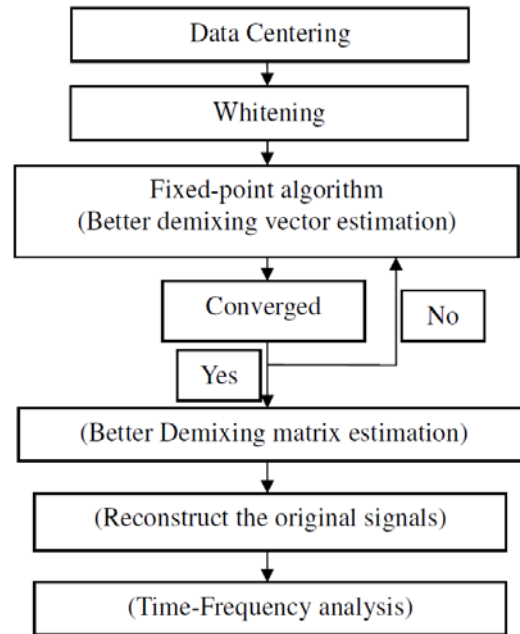 Data Centering
Whitening
Fixed-point algorithm
(Better demixing vector estimation)
Converged
No
Yes
(Better Demixing matrix estimation)
(Reconstruct the original signals)
(Time-Frequency analysis)